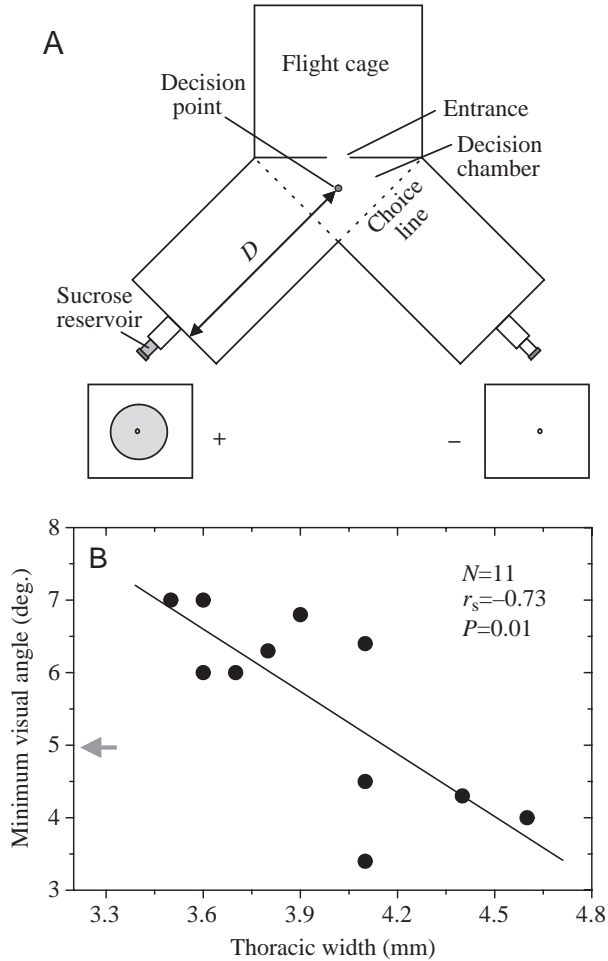 A
Flight cage
Decision
point
Entrance
Decision
chamber
Choice
line
D
Sucrose
reservoir
+
–
B
N=11
rs=–0.73
P=0.01
Minimum visual angle (deg.)
8
7
6
5
4
3
3.3 3.6 3.9 4.2 4.5 4.8
Thoracic width (mm)